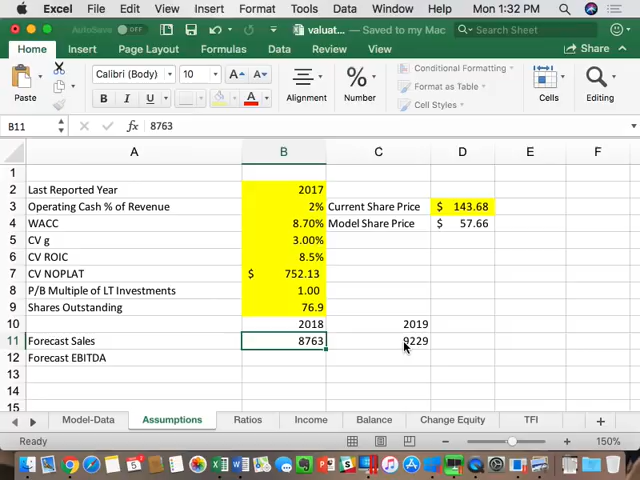 Excel File Edit View Insert Format Tools Data Mon 1:32 PM
AutoSave OFF valuat... — Saved to my Mac Search Sheet
Home Insert Page Layout Formulas Data Review View Share
Calibri (Body) 10 A A Conditional Formatting
Format as Table
Cell Styles
B I U A
Paste Alignment % Number Cells Editing
B11 fx 8763
A B C D E F
1
2 Last Reported Year 2017
3 Operating Cash % of Revenue 2% Current Share Price $ 143.68
4 WACC 8.70% Model Share Price $ 57.66
5 CV g 3.00%
6 CV ROIC 8.5%
7 CV NOPLAT $ 752.13
8 P/B Multiple of LT Investments 1.00
9 Shares Outstanding 76.9
10 2018 2019
11 Forecast Sales 8763 9229
12 Forecast EBITDA
13
14
15
Model-Data Assumptions Ratios Income Balance Change Equity TFI +
Ready 150%